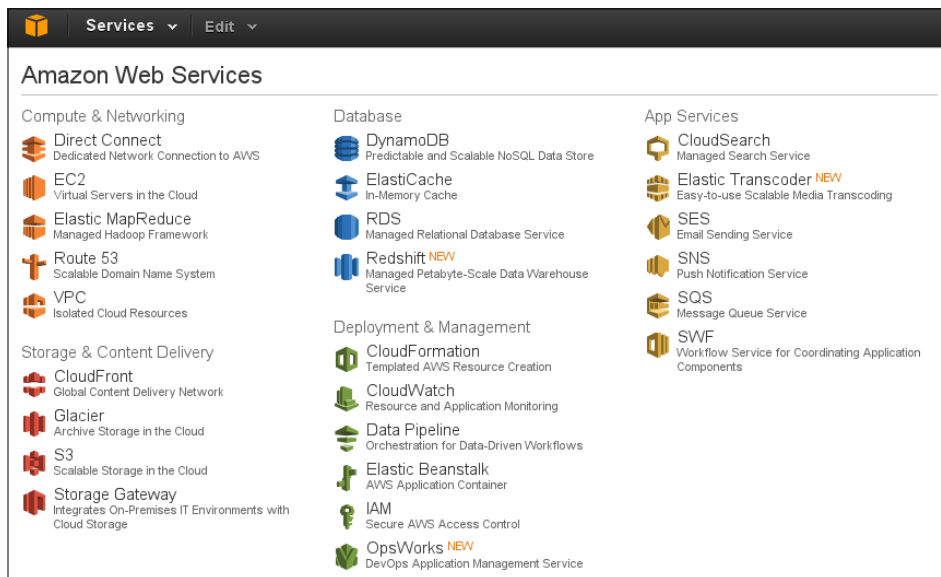 Services
Edit
Amazon Web Services
Compute & Networking
Direct Connect
Dedicated Network Connection to AWS
EC2
Virtual Servers in the Cloud
Elastic MapReduce
Managed Hadoop Framework
Route 53
Scalable Domain Name System
VPC
Isolated Cloud Resources
Storage & Content Delivery
CloudFront
Global Content Delivery Network
Glacier
Archive Storage in the Cloud
S3
Scalable Storage in the Cloud
Storage Gateway
Integrates On-Premises IT Environments with
Cloud Storage
Database
DynamoDB
Predictable and Scalable NoSQL Data Store
ElastiCache
In-Memory Cache
RDS
Managed Relational Database Service
Redshift NEW
Managed Petabyte-Scale Data Warehouse
Service
Deployment & Management
CloudFormation
Templated AWS Resource Creation
CloudWatch
Resource and Application Monitoring
Data Pipeline
Orchestration for Data-Driven Workflows
Elastic Beanstalk
AWS Application Container
IAM
Secure AWS Access Control
OpsWorks NEW
DevOps Application Management Service
App Services
CloudSearch
Managed Search Service
Elastic Transcoder NEW
Easy-to-use Scalable Media Transcoding
SES
Email Sending Service
SNS
Push Notification Service
SQS
Message Queue Service
SWF
Workflow Service for Coordinating Application
Components